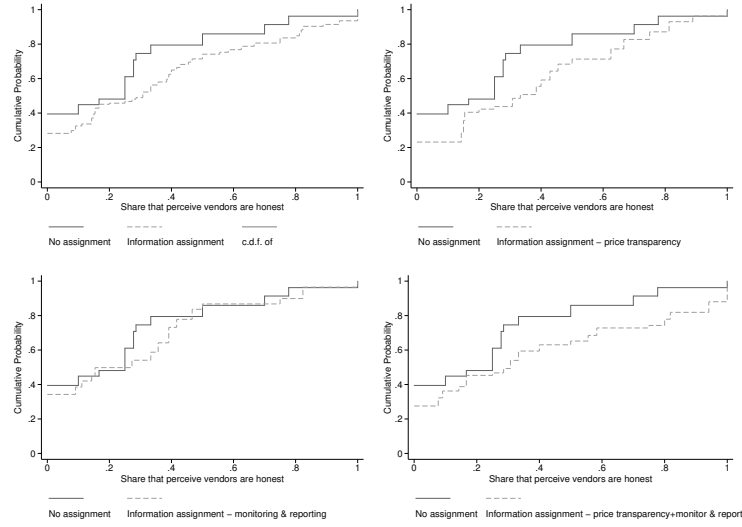 Cumulative Probability
1
.8
.6
.4
.2
0
0 .2 .4 .6 .8 1
Share that perceive vendors are honest
No assignment Information assignment c.d.f. of
Cumulative Probability
1
.8
.6
.4
.2
0
0 .2 .4 .6 .8 1
Share that perceive vendors are honest
No assignment Information assignment – price transparency
Cumulative Probability
1
.8
.6
.4
.2
0
0 .2 .4 .6 .8 1
Share that perceive vendors are honest
No assignment Information assignment – monitoring & reporting
Cumulative Probability
1
.8
.6
.4
.2
0
0 .2 .4 .6 .8 1
Share that perceive vendors are honest
No assignment Information assignment – price transparency+monitor & report